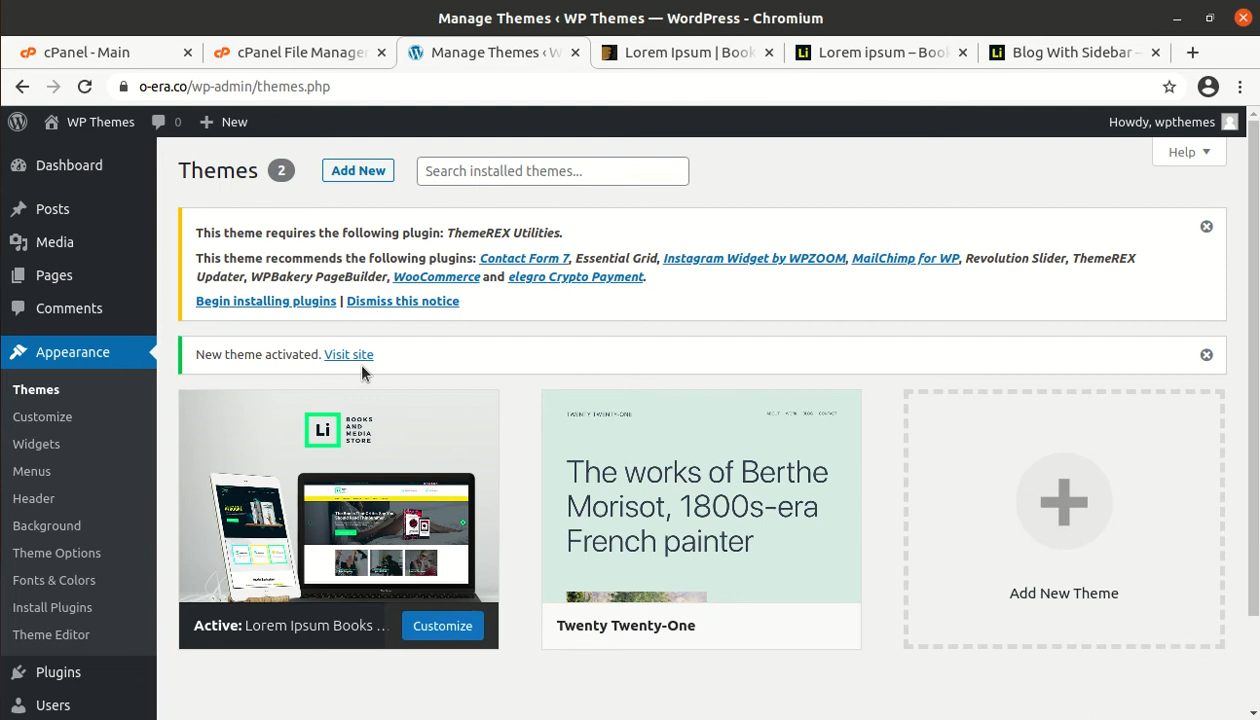 Manage Themes ‹ WP Themes — WordPress - Chromium
cPanel - Main
cPanel File Manager
Manage Themes ‹ W
Lorem Ipsum | Book
Lorem ipsum – Book
Blog With Sidebar –
o-era.co/wp-admin/themes.php
WP Themes
0
New
Howdy, wpthemes
Dashboard
Posts
Media
Pages
Comments
Appearance
Themes
Customize
Widgets
Menus
Header
Background
Theme Options
Fonts & Colors
Install Plugins
Theme Editor
Plugins
Users
Themes 2
Add New
Search installed themes...
Help
This theme requires the following plugin: ThemeREX Utilities.
This theme recommends the following plugins: Contact Form 7, Essential Grid, Instagram Widget by WPZOOM, MailChimp for WP, Revolution Slider, ThemeREX
Updater, WPBakery PageBuilder, WooCommerce and elegro Crypto Payment.
Begin installing plugins | Dismiss this notice
New theme activated. Visit site
Li
BOOKS
AND
MEDIA
STORE
Active: Lorem Ipsum Books ...
Customize
TWENTY TWENTY-ONE
ABOUT WORK BLOG CONTACT
The works of Berthe
Morisot, 1800s-era
French painter
Twenty Twenty-One
Add New Theme